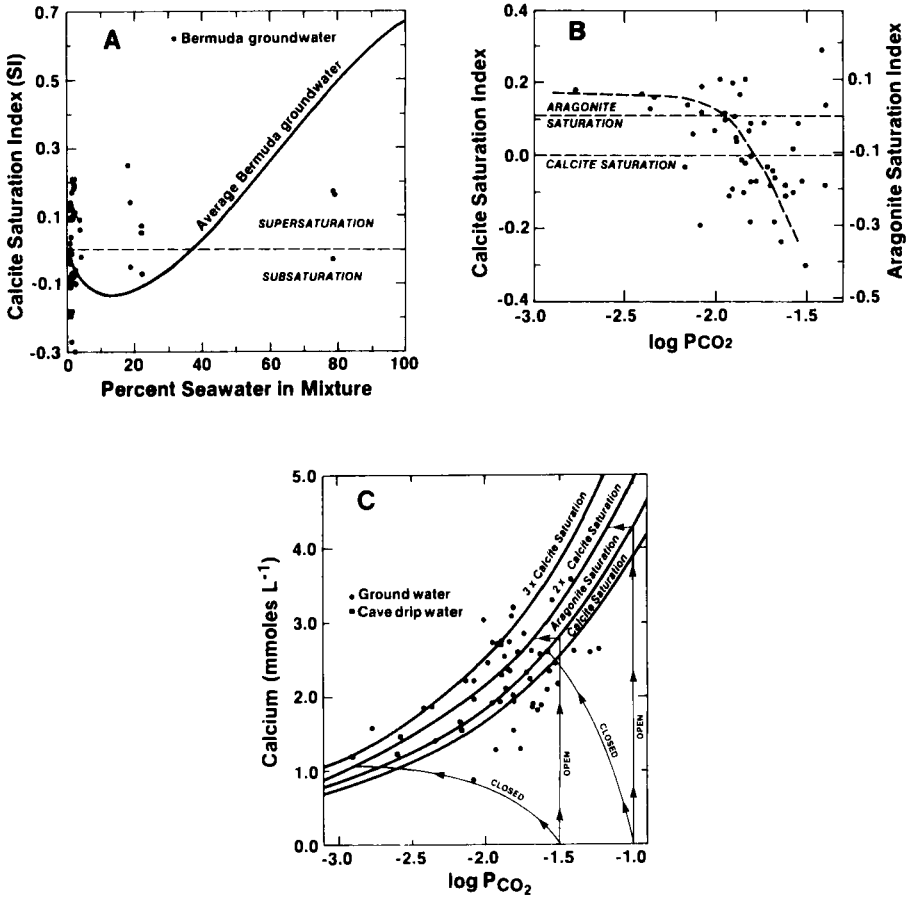 A
• Bermuda groundwater
Average Bermuda groundwater
SUPERSATURATION
SUBSATURATION
Calcite Saturation Index (SI)
0.7
0.5
0.3
0.1
-0.1
-0.3
0 20 40 60 80 100
Percent Seawater in Mixture
B
ARAGONITE
SATURATION
CALCITE SATURATION
Calcite Saturation Index
0.4
0.2
0.0
-0.2
-0.4
Aragonite Saturation Index
0.1
-0.1
-0.3
-0.5
-3.0 -2.5 -2.0 -1.5
log PCO2
C
• Ground water
▪ Cave drip water
3 x Calcite Saturation
2 x Calcite Saturation
Aragonite Saturation
Calcite Saturation
CLOSED
OPEN
CLOSED
OPEN
Calcium (mmoles L⁻¹)
5.0
4.0
3.0
2.0
1.0
0.0
-3.0 -2.5 -2.0 -1.5 -1.0
log PCO₂